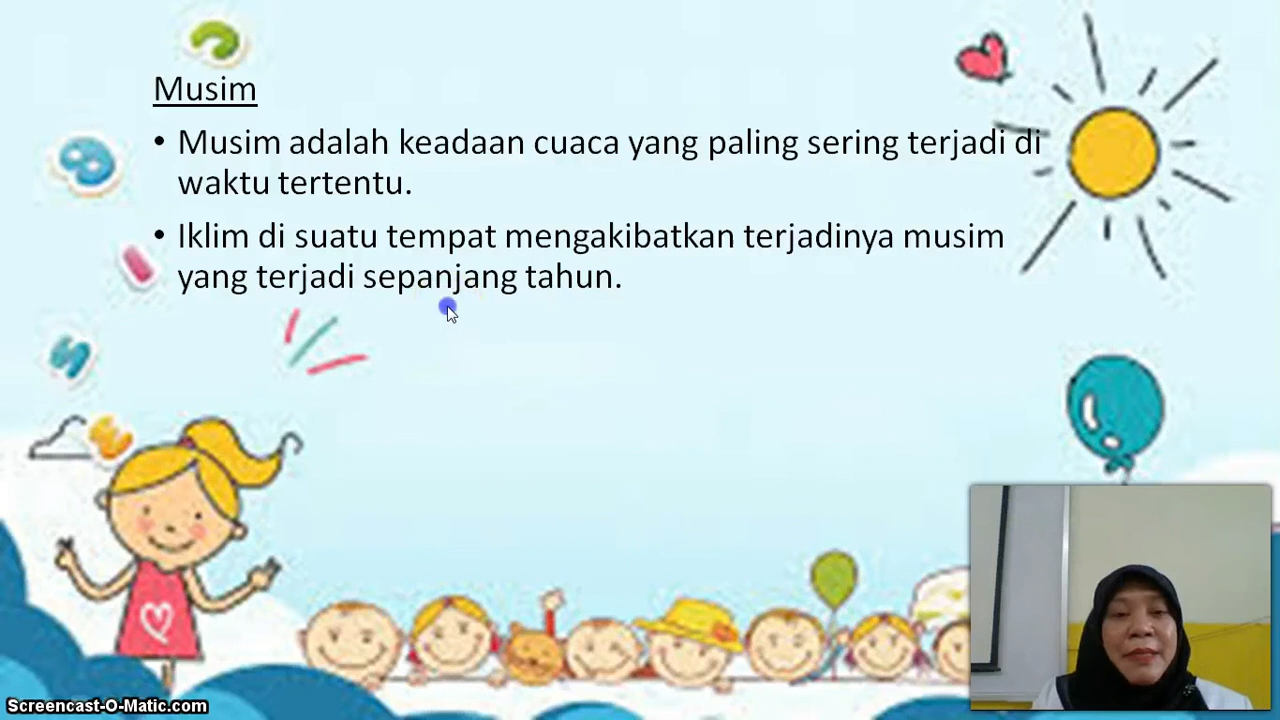 Musim
• Musim adalah keadaan cuaca yang paling sering terjadi di
waktu tertentu.
• Iklim di suatu tempat mengakibatkan terjadinya musim
yang terjadi sepanjang tahun.
Screencast-O-Matic.com